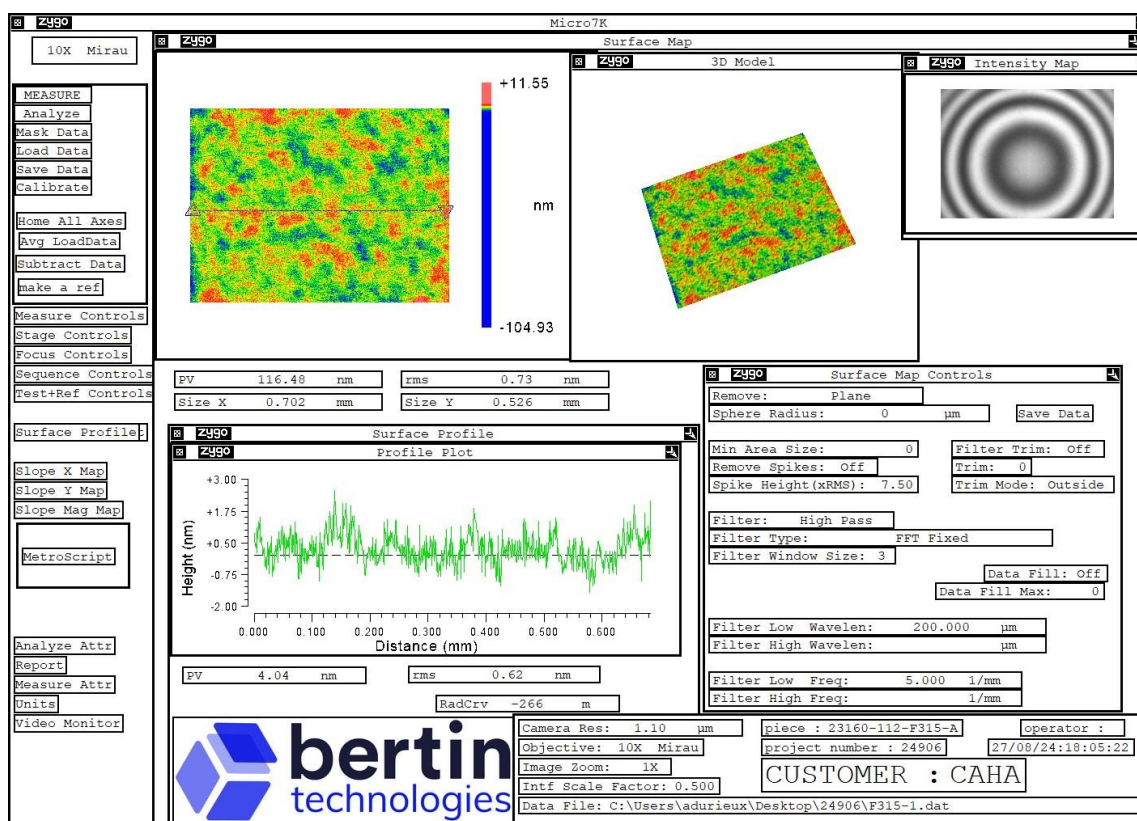 zygo Micro7K
10X Mirau
MEASURE
Analyze
Mask Data
Load Data
Save Data
Calibrate
Home All Axes
Avg LoadData
Subtract Data
make a ref
Measure Controls
Stage Controls
Focus Controls
Sequence Controls
Test+Ref Controls
Surface Profile
Slope X Map
Slope Y Map
Slope Mag Map
MetroScript
Analyze Attr
Report
Measure Attr
Units
Video Monitor
zygo Surface Map
+11.55
nm
-104.93
zygo 3D Model
zygo Intensity Map
PV 116.48 nm
rms 0.73 nm
Size X 0.702 mm
Size Y 0.526 mm
zygo Surface Profile
zygo Profile Plot
Height (nm)
+3.00
+1.75
+0.50
-0.75
-2.00
0.000 0.100 0.200 0.300 0.400 0.500 0.600
Distance (mm)
PV 4.04 nm
rms 0.62 nm
RadCrv -266 m
zygo Surface Map Controls
Remove: Plane
Sphere Radius: 0 µm
Save Data
Min Area Size: 0
Filter Trim: Off
Remove Spikes: Off
Trim: 0
Spike Height(xRMS): 7.50
Trim Mode: Outside
Filter: High Pass
Filter Type: FFT Fixed
Filter Window Size: 3
Data Fill: Off
Data Fill Max: 0
Filter Low Wavelen: 200.000 µm
Filter High Wavelen: µm
Filter Low Freq: 5.000 1/mm
Filter High Freq: 1/mm
bertin
technologies
Camera Res: 1.10 µm
Objective: 10X Mirau
Image Zoom: 1X
Intf Scale Factor: 0.500
Data File: C:\Users\adurieux\Desktop\24906\F315-1.dat
piece : 23160-112-F315-A
operator :
project number : 24906
27/08/24:18:05:22
CUSTOMER : CAHA